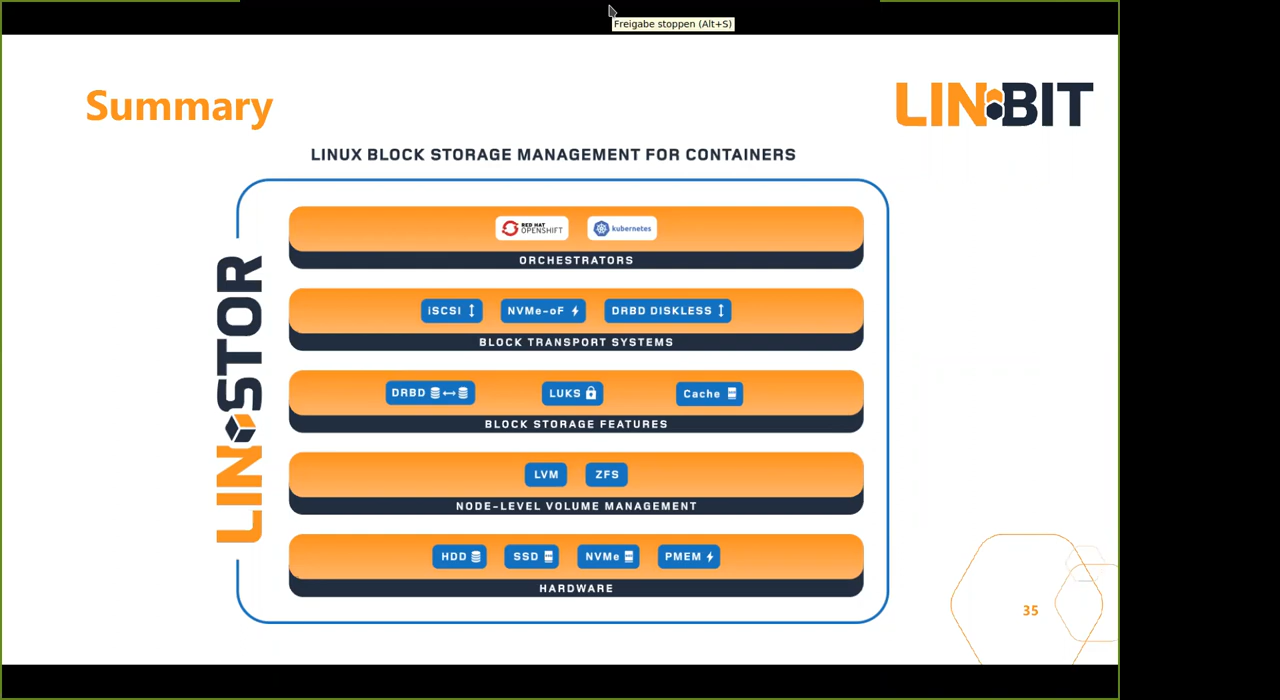 Freigabe stoppen (Alt+S)
Summary
LINBIT
LINUX BLOCK STORAGE MANAGEMENT FOR CONTAINERS
LINSTOR
RED HAT
OPENSHIFT
kubernetes
ORCHESTRATORS
iSCSI NVMe-oF DRBD DISKLESS
BLOCK TRANSPORT SYSTEMS
DRBD LUKS Cache
BLOCK STORAGE FEATURES
LVM ZFS
NODE-LEVEL VOLUME MANAGEMENT
HDD SSD NVMe PMEM
HARDWARE
35